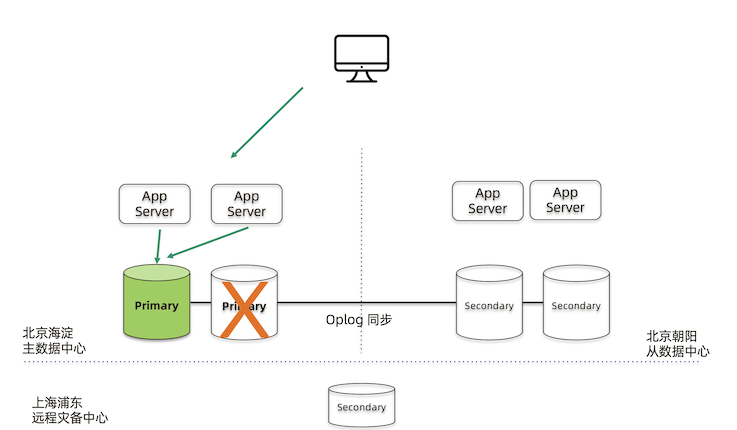 App
Server
App
Server
App
Server
App
Server
Primary
Primary
Secondary
Secondary
Oplog 同步
北京海淀
主数据中心
北京朝阳
从数据中心
上海浦东
远程灾备中心
Secondary